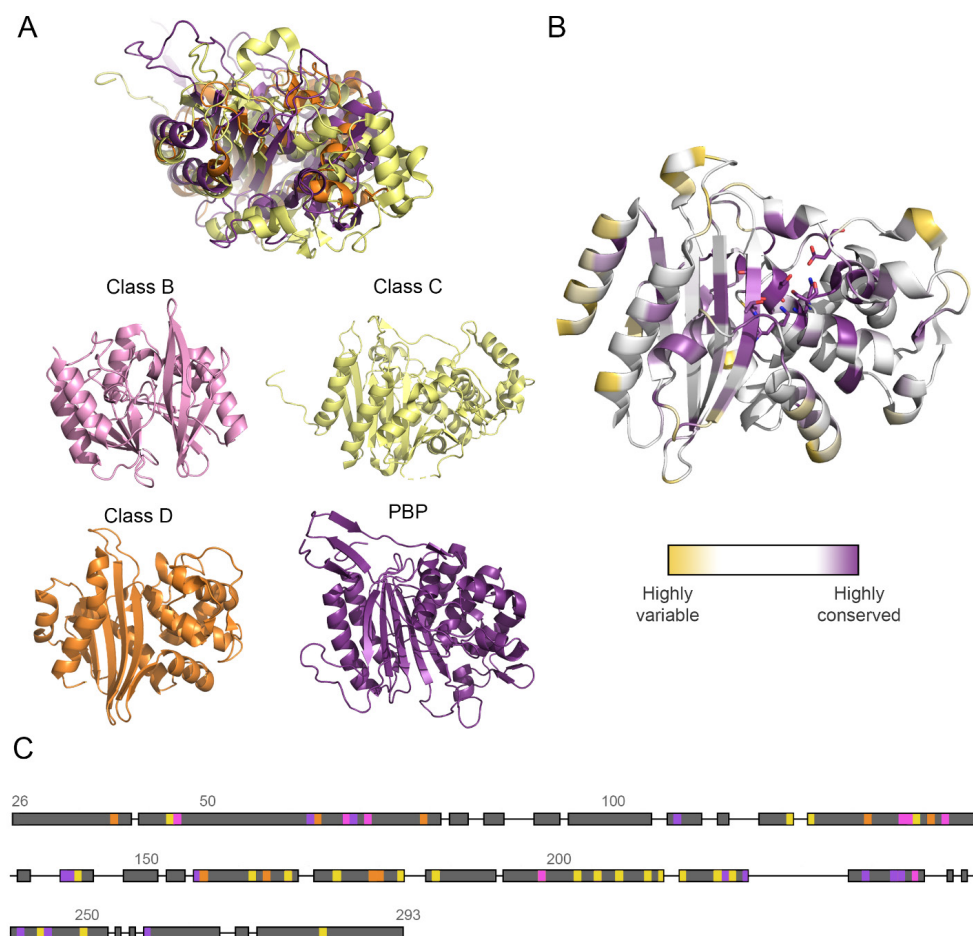 A
B
Class B
Class C
Class D
PBP
Highly
variable
Highly
conserved
C
26
50
100
150
200
250
293